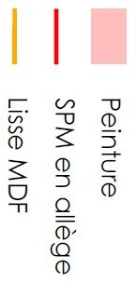 Peinture
SPM en allège
Lisse MDF